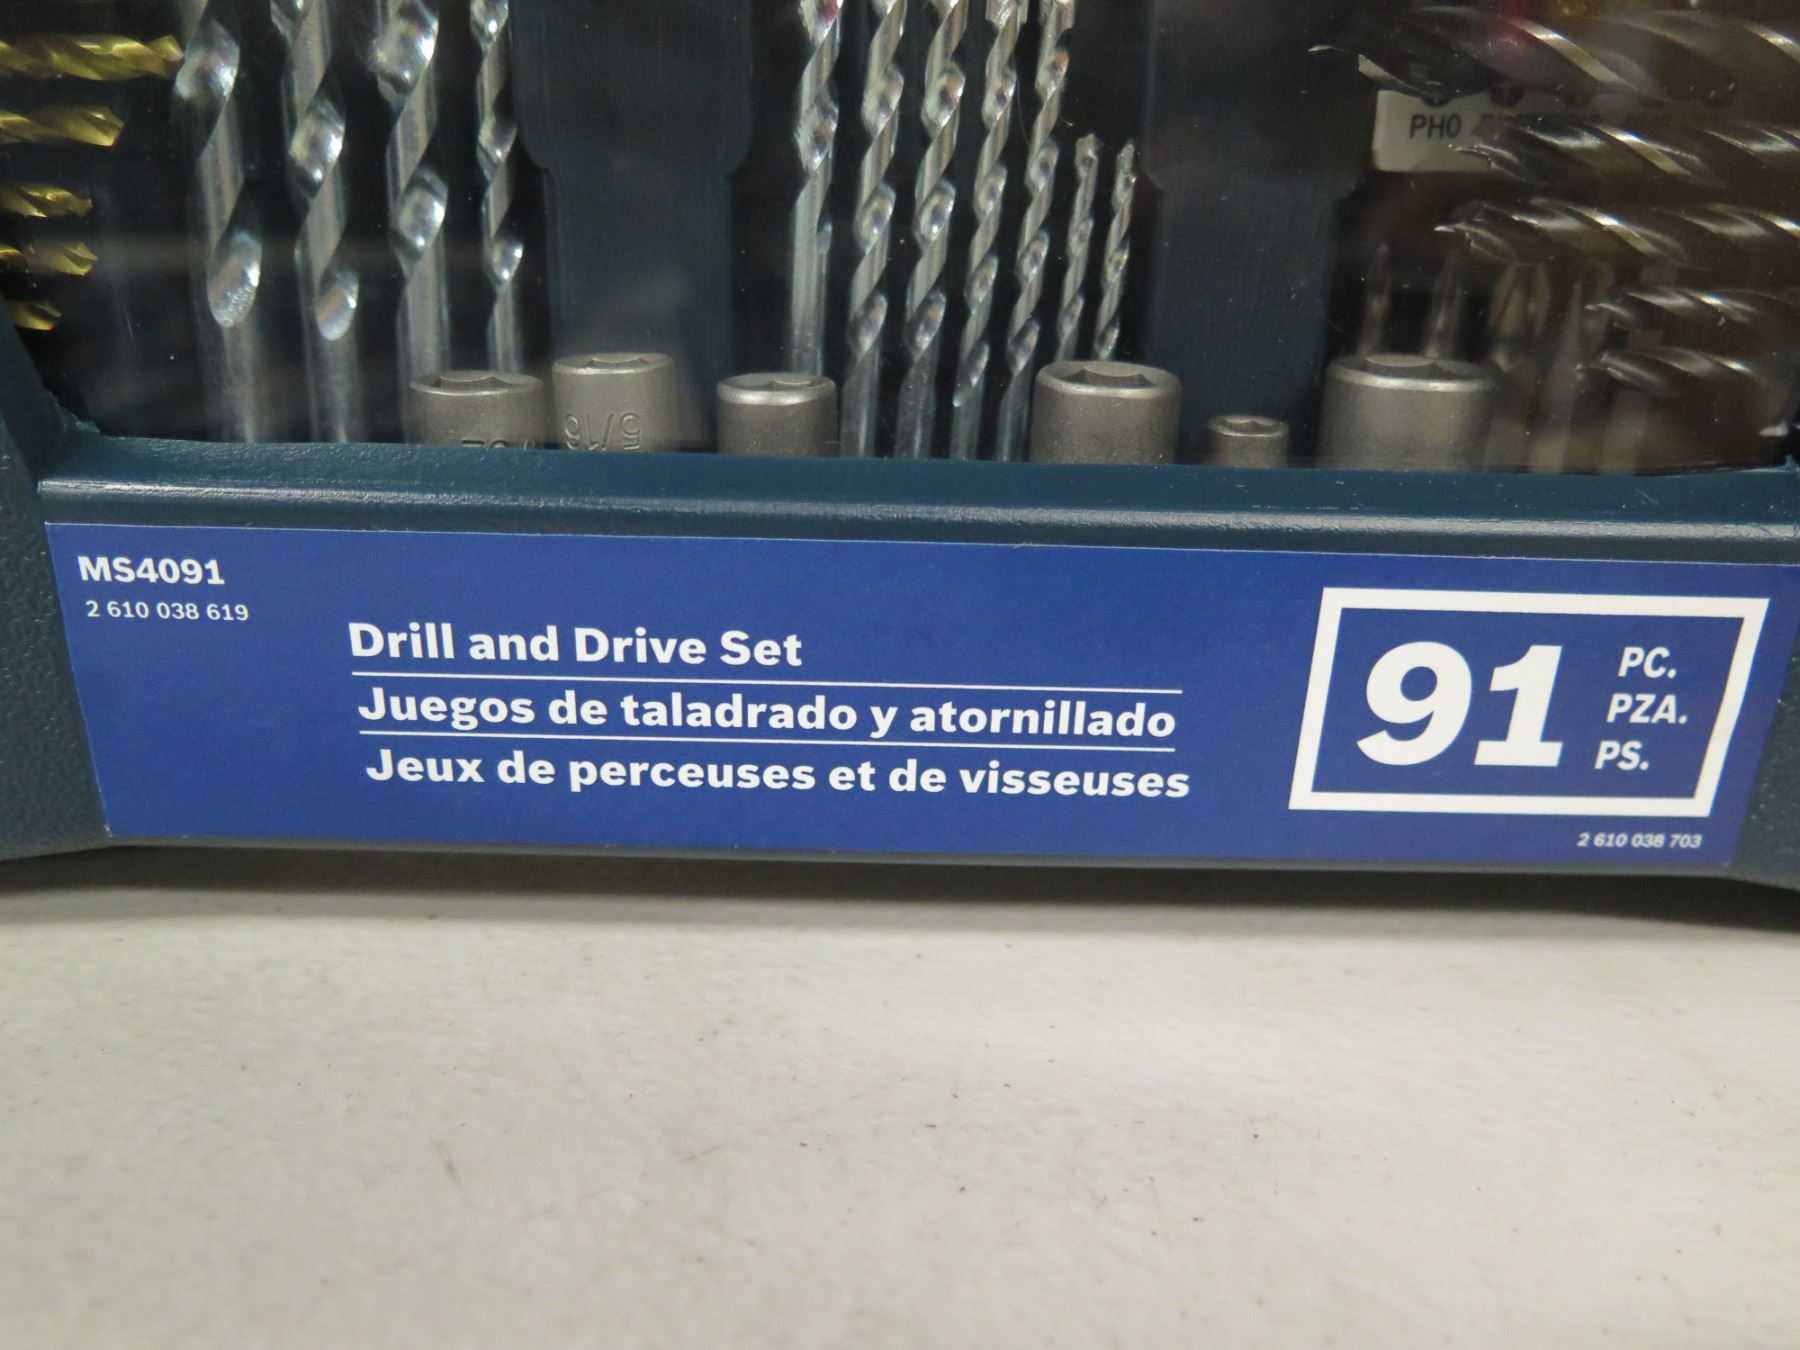 PH0
5/16
MS4091
2 610 038 619
Drill and Drive Set
Juegos de taladrado y atornillado
Jeux de perceuses et de visseuses
91
PC.
PZA.
PS.
2 610 038 703